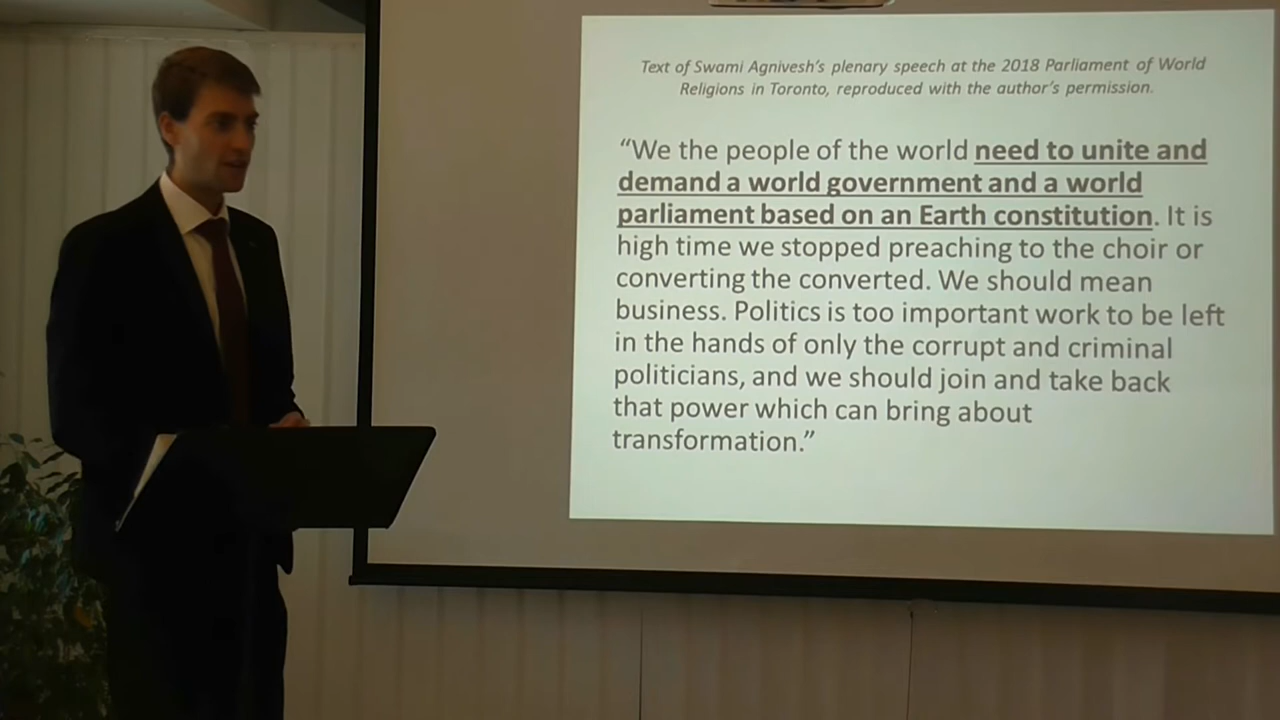 Text of Swami Agnivesh's plenary speech at the 2018 Parliament of World
Religions in Toronto, reproduced with the author's permission.
“We the people of the world need to unite and
demand a world government and a world
parliament based on an Earth constitution. It is
high time we stopped preaching to the choir or
converting the converted. We should mean
business. Politics is too important work to be left
in the hands of only the corrupt and criminal
politicians, and we should join and take back
that power which can bring about
transformation.”